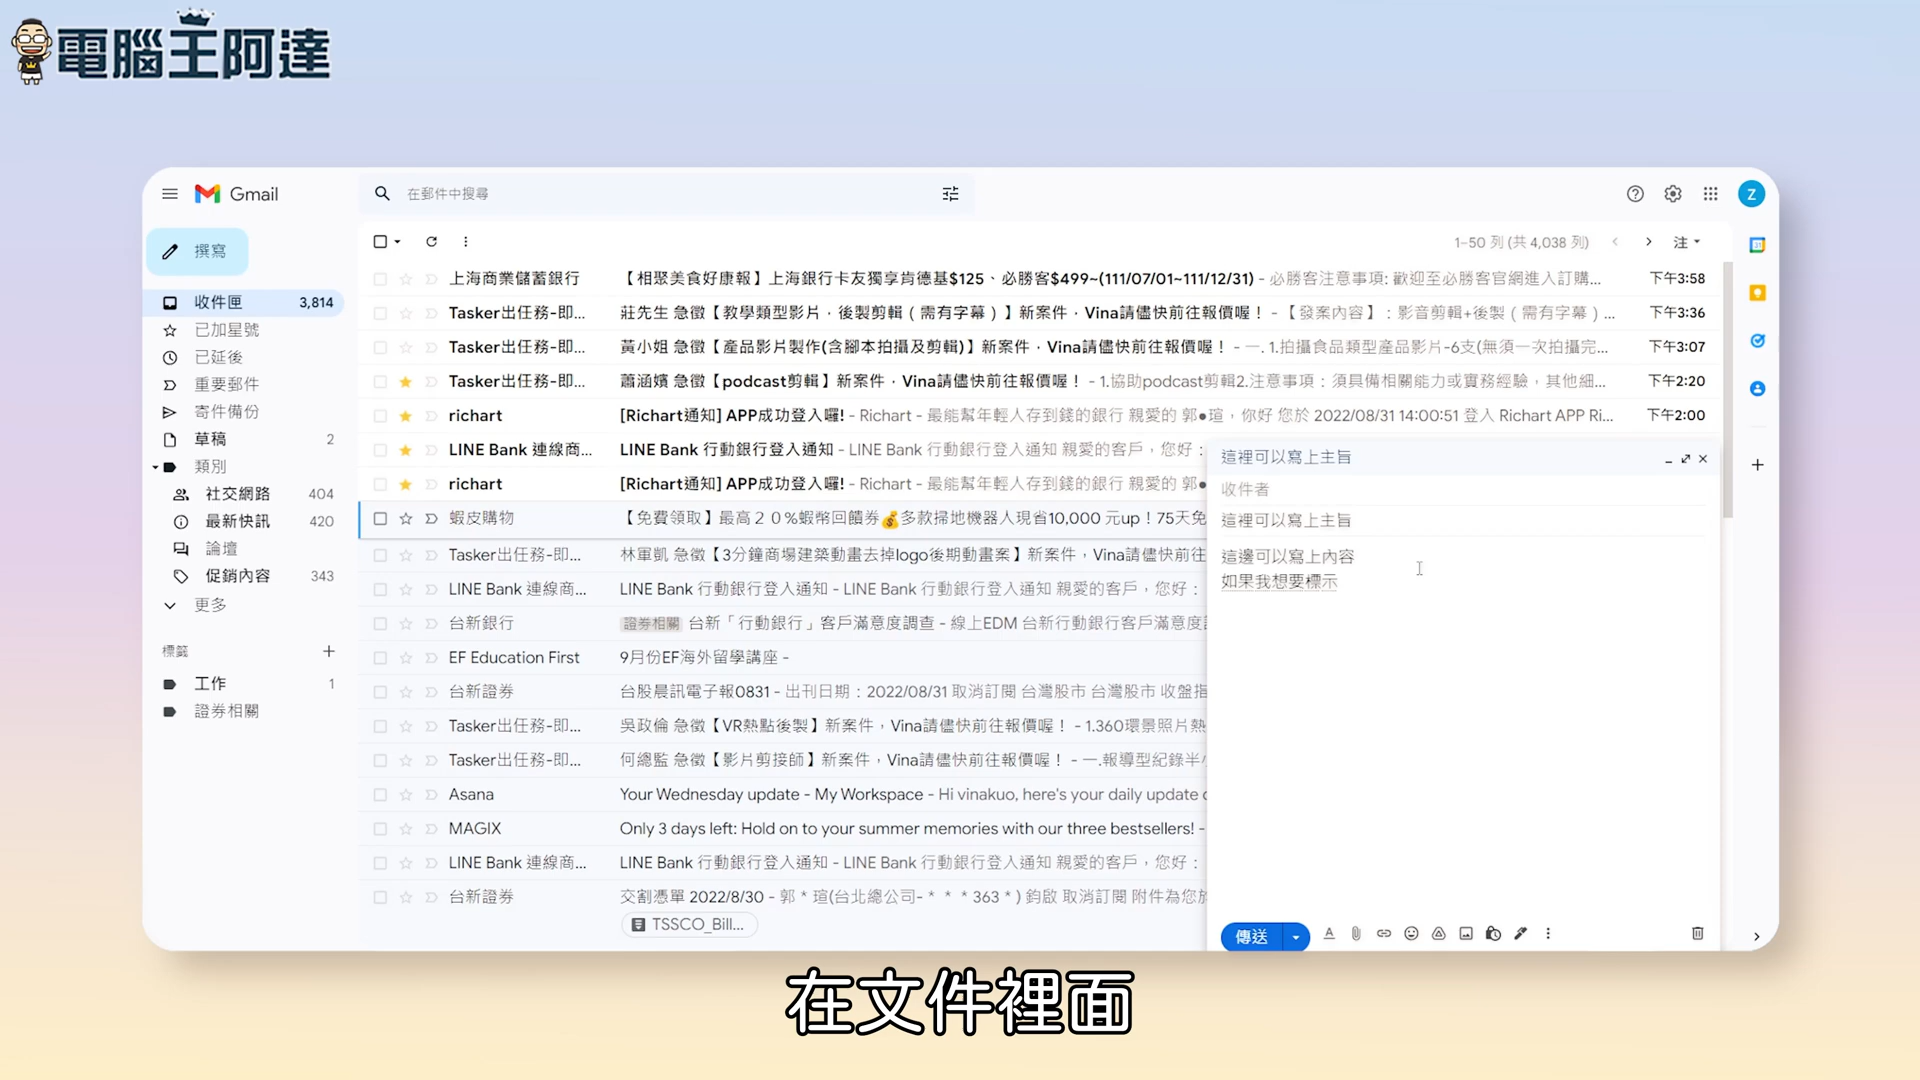 電腦王阿達
Gmail
在郵件中搜尋
Z
撰寫
1–50 列 (共 4,038 列)
注
收件匣 3,814
已加星號
已延後
重要郵件
寄件備份
草稿 2
類別
社交網路 404
最新快訊 420
論壇
促銷內容 343
更多
標籤
工作 1
證券相關
上海商業儲蓄銀行 【相聚美食好康報】上海銀行卡友獨享肯德基$125、必勝客$499~(111/07/01~111/12/31) - 必勝客注意事項: 歡迎至必勝客官網進入訂購... 下午3:58
Tasker出任務-即... 莊先生 急徵【教學類型影片，後製剪輯（需有字幕）】新案件，Vina請儘快前往報價喔！ - 【發案內容】：影音剪輯+後製（需有字幕）... 下午3:36
Tasker出任務-即... 黃小姐 急徵【產品影片製作(含腳本拍攝及剪輯)】新案件，Vina請儘快前往報價喔！ - 一. 1.拍攝食品類型產品影片-6支(無須一次拍攝完... 下午3:07
Tasker出任務-即... 蕭涵嬪 急徵【podcast剪輯】新案件，Vina請儘快前往報價喔！ - 1.協助podcast剪輯2.注意事項：須具備相關能力或實務經驗，其他細... 下午2:20
richart [Richart通知] APP成功登入囉! - Richart - 最能幫年輕人存到錢的銀行 親愛的 郭●瑄，你好 您於 2022/08/31 14:00:51 登入 Richart APP Ri... 下午2:00
LINE Bank 連線商... LINE Bank 行動銀行登入通知 - LINE Bank 行動銀行登入通知 親愛的客戶，您好：
richart [Richart通知] APP成功登入囉! - Richart - 最能幫年輕人存到錢的銀行 親愛的 郭●
蝦皮購物 【免費領取】最高２０%蝦幣回饋券💰多款掃地機器人現省10,000 元up！75天免
Tasker出任務-即... 林軍凱 急徵【3分鐘商場建築動畫去掉logo後期動畫案】新案件，Vina請儘快前往
LINE Bank 連線商... LINE Bank 行動銀行登入通知 - LINE Bank 行動銀行登入通知 親愛的客戶，您好：
台新銀行 證券相關 台新「行動銀行」客戶滿意度調查 - 線上EDM 台新行動銀行客戶滿意度
EF Education First 9月份EF海外留學講座 -
台新證券 台股晨訊電子報0831 - 出刊日期：2022/08/31 取消訂閱 台灣股市 台灣股市 收盤指
Tasker出任務-即... 吳政倫 急徵【VR熱點後製】新案件，Vina請儘快前往報價喔！ - 1.360環景照片熱
Tasker出任務-即... 何總監 急徵【影片剪接師】新案件，Vina請儘快前往報價喔！ - 一.報導型紀錄半
Asana Your Wednesday update - My Workspace - Hi vinakuo, here's your daily update
MAGIX Only 3 days left: Hold on to your summer memories with our three bestsellers! -
LINE Bank 連線商... LINE Bank 行動銀行登入通知 - LINE Bank 行動銀行登入通知 親愛的客戶，您好：
台新證券 交割憑單 2022/8/30 - 郭＊瑄(台北總公司-＊＊＊363＊) 鈞啟 取消訂閱 附件為您
TSSCO_Bill...
這裡可以寫上主旨
收件者
這裡可以寫上主旨
這邊可以寫上內容
如果我想要標示
傳送
在文件裡面